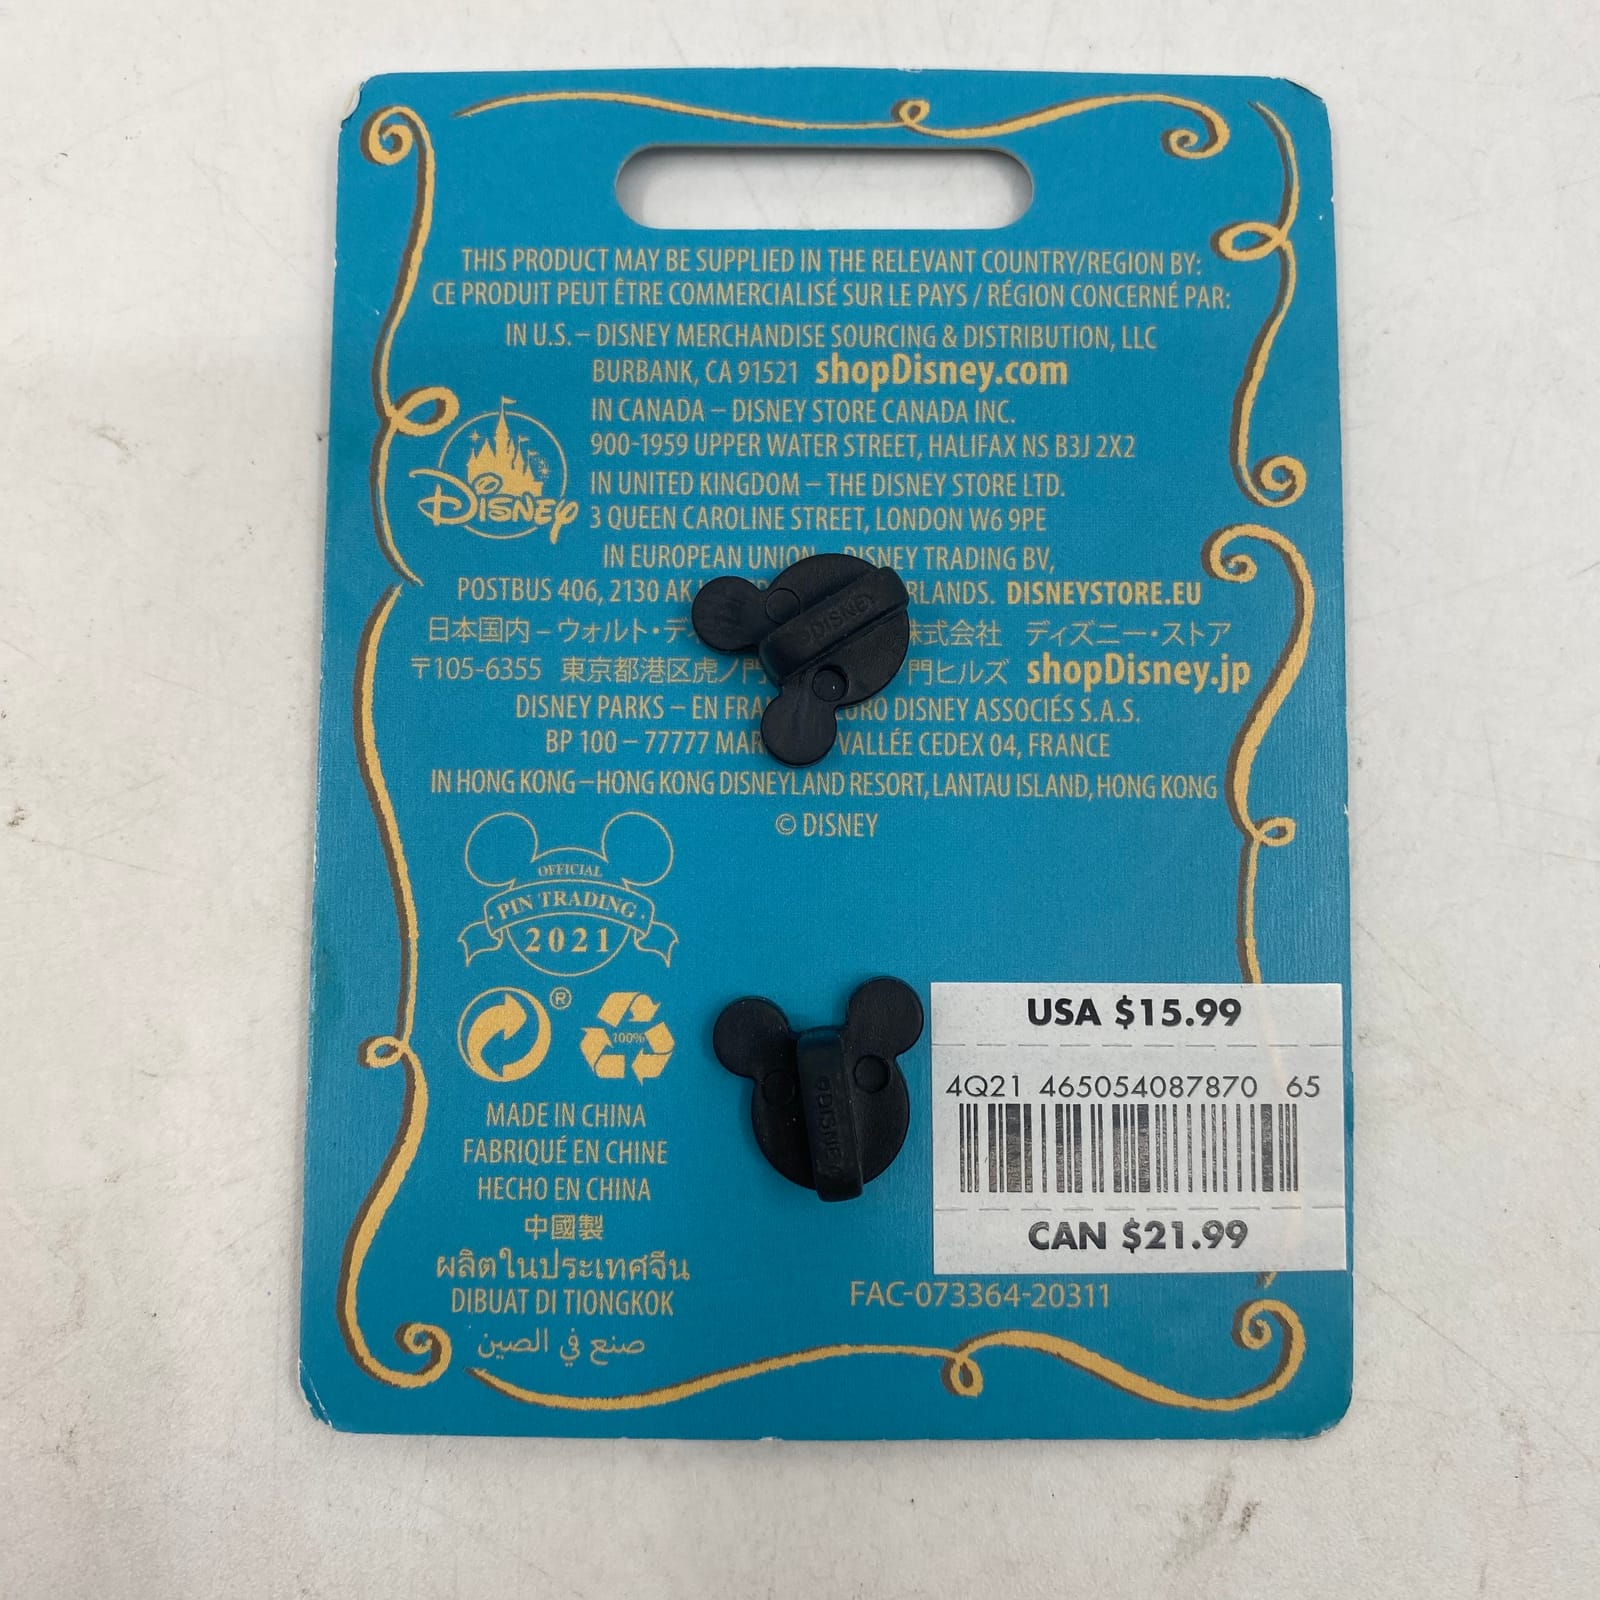 THIS PRODUCT MAY BE SUPPLIED IN THE RELEVANT COUNTRY/REGION BY:
CE PRODUIT PEUT ÊTRE COMMERCIALISÉ SUR LE PAYS / RÉGION CONCERNÉ PAR:
IN U.S. – DISNEY MERCHANDISE SOURCING & DISTRIBUTION, LLC
BURBANK, CA 91521 shopDisney.com
IN CANADA – DISNEY STORE CANADA INC.
900-1959 UPPER WATER STREET, HALIFAX NS B3J 2X2
Disney
IN UNITED KINGDOM – THE DISNEY STORE LTD.
3 QUEEN CAROLINE STREET, LONDON W6 9PE
IN EUROPEAN UNION – DISNEY TRADING BV,
POSTBUS 406, 2130 AK RLANDS. DISNEYSTORE.EU
日本国内 – ウォルト・デ 株式会社 ディズニー・ストア
〒105-6355 東京都港区虎ノ門 門ヒルズ shopDisney.jp
DISNEY PARKS – EN FRA EURO DISNEY ASSOCIÉS S.A.S.
BP 100 – 77777 MAR VALLÉE CEDEX 04, FRANCE
IN HONG KONG – HONG KONG DISNEYLAND RESORT, LANTAU ISLAND, HONG KONG
© DISNEY
OFFICIAL
· PIN TRADING ·
2021
®
100%
MADE IN CHINA
FABRIQUÉ EN CHINE
HECHO EN CHINA
中國製
ผลิตในประเทศจีน
DIBUAT DI TIONGKOK
صنع في الصين
©DISNEY
©DISNEY
USA $15.99
4Q21 465054087870 65
CAN $21.99
FAC-073364-20311